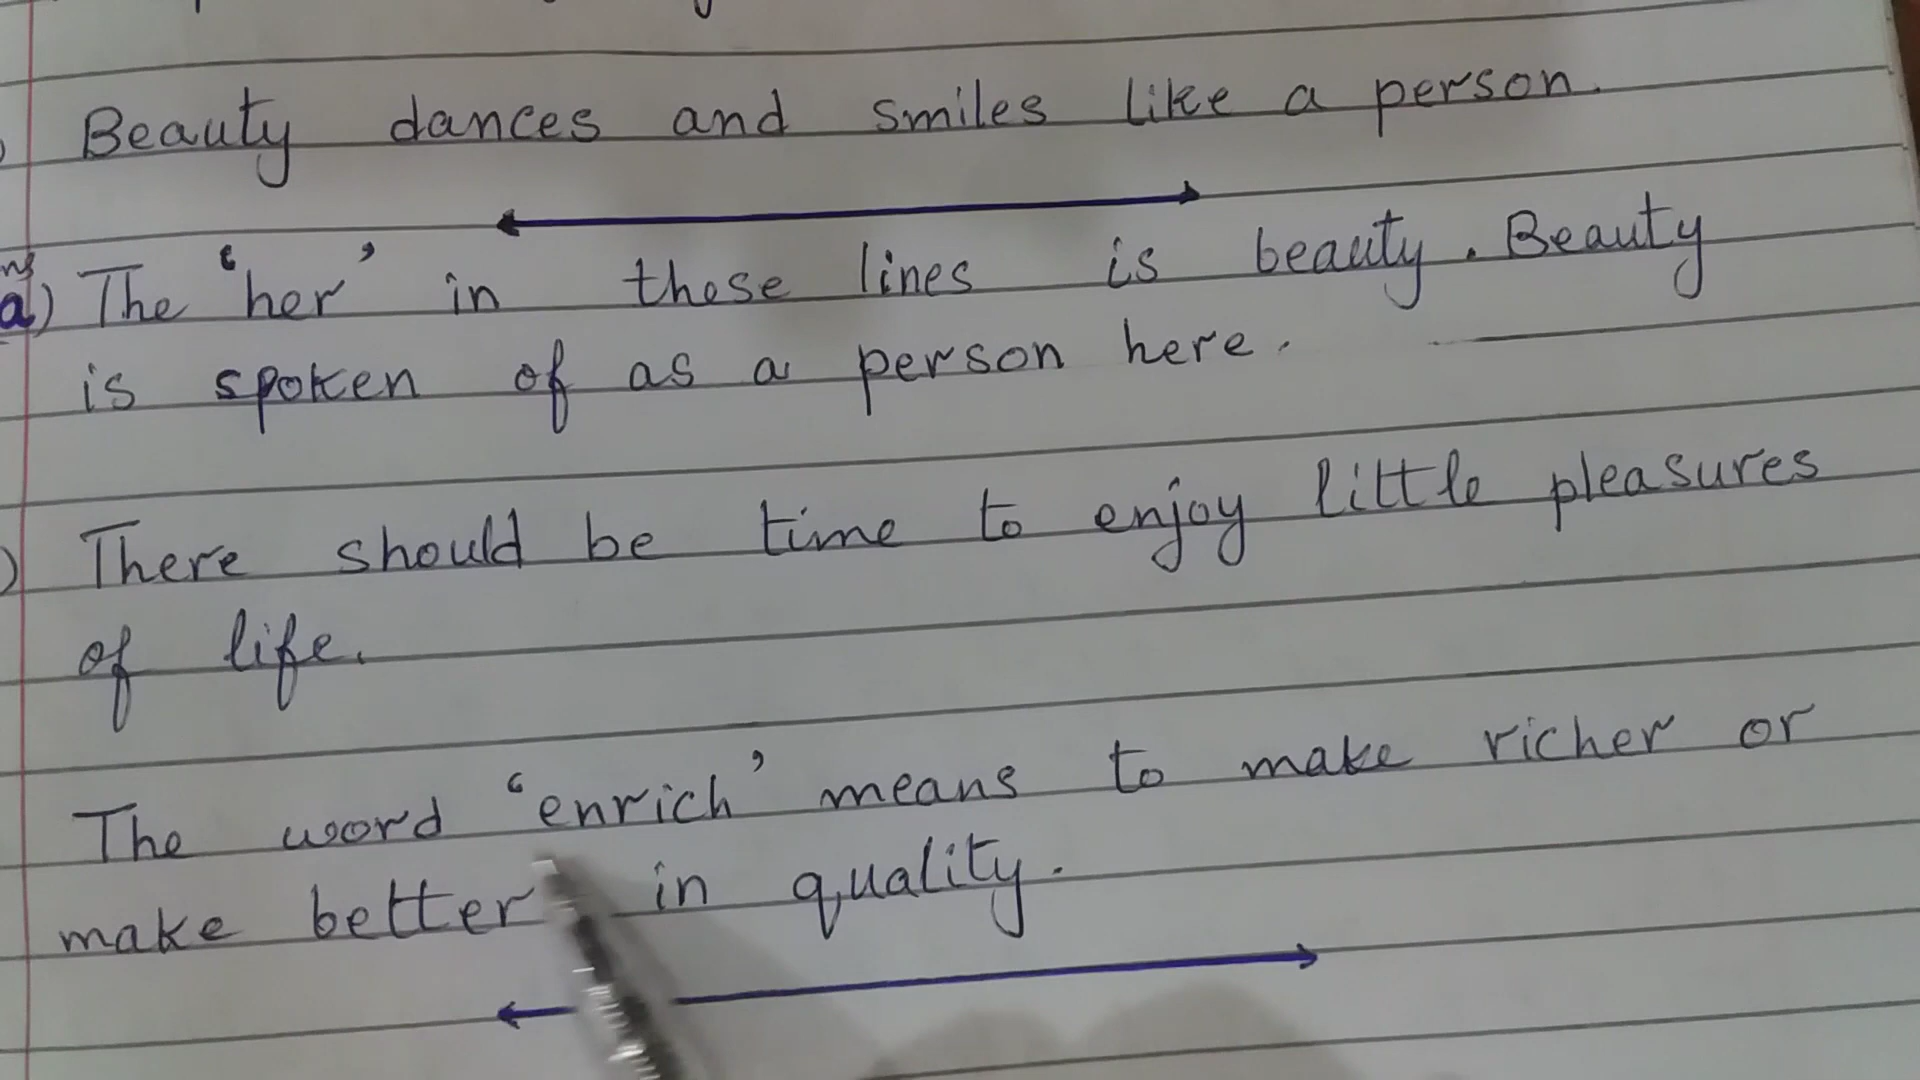 Beauty dances and smiles like a person.
a) The 'her' in these lines is beauty. Beauty
is spoken of as a person here.
) There should be time to enjoy little pleasures
of life.
The word 'enrich' means to make richer or
make better in quality.